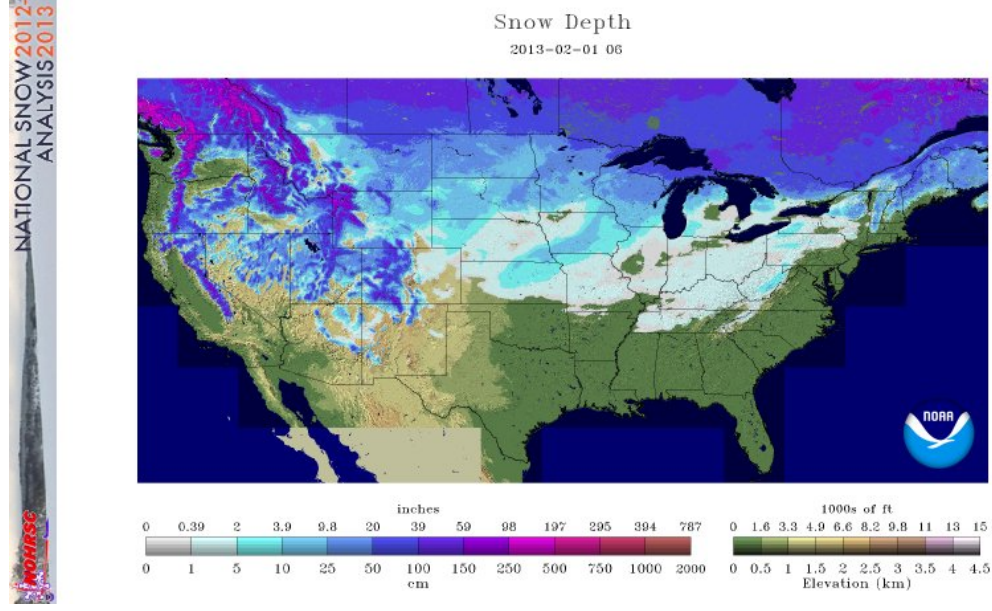 NATIONAL SNOW 2012-
ANALYSIS 2013
NOHRSC
Snow Depth
2013-02-01 06
NOAA
inches
0 0.39 2 3.9 9.8 20 39 59 98 197 295 394 787
0 1 5 10 25 50 100 150 250 500 750 1000 2000
cm
1000s of ft
0 1.6 3.3 4.9 6.6 8.2 9.8 11 13 15
0 0.5 1 1.5 2 2.5 3 3.5 4 4.5
Elevation (km)